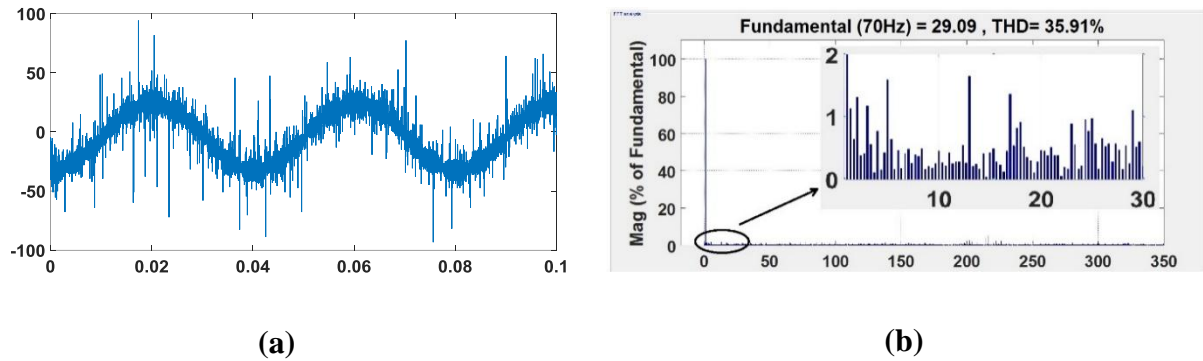 100
50
0
-50
-100
0 0.02 0.04 0.06 0.08 0.1
(a)
FFT analysis
Fundamental (70Hz) = 29.09 , THD= 35.91%
Mag (% of Fundamental)
100
80
60
40
20
0
0 50 100 150 200 250 300 350
2
1
0
10 20 30
(b)